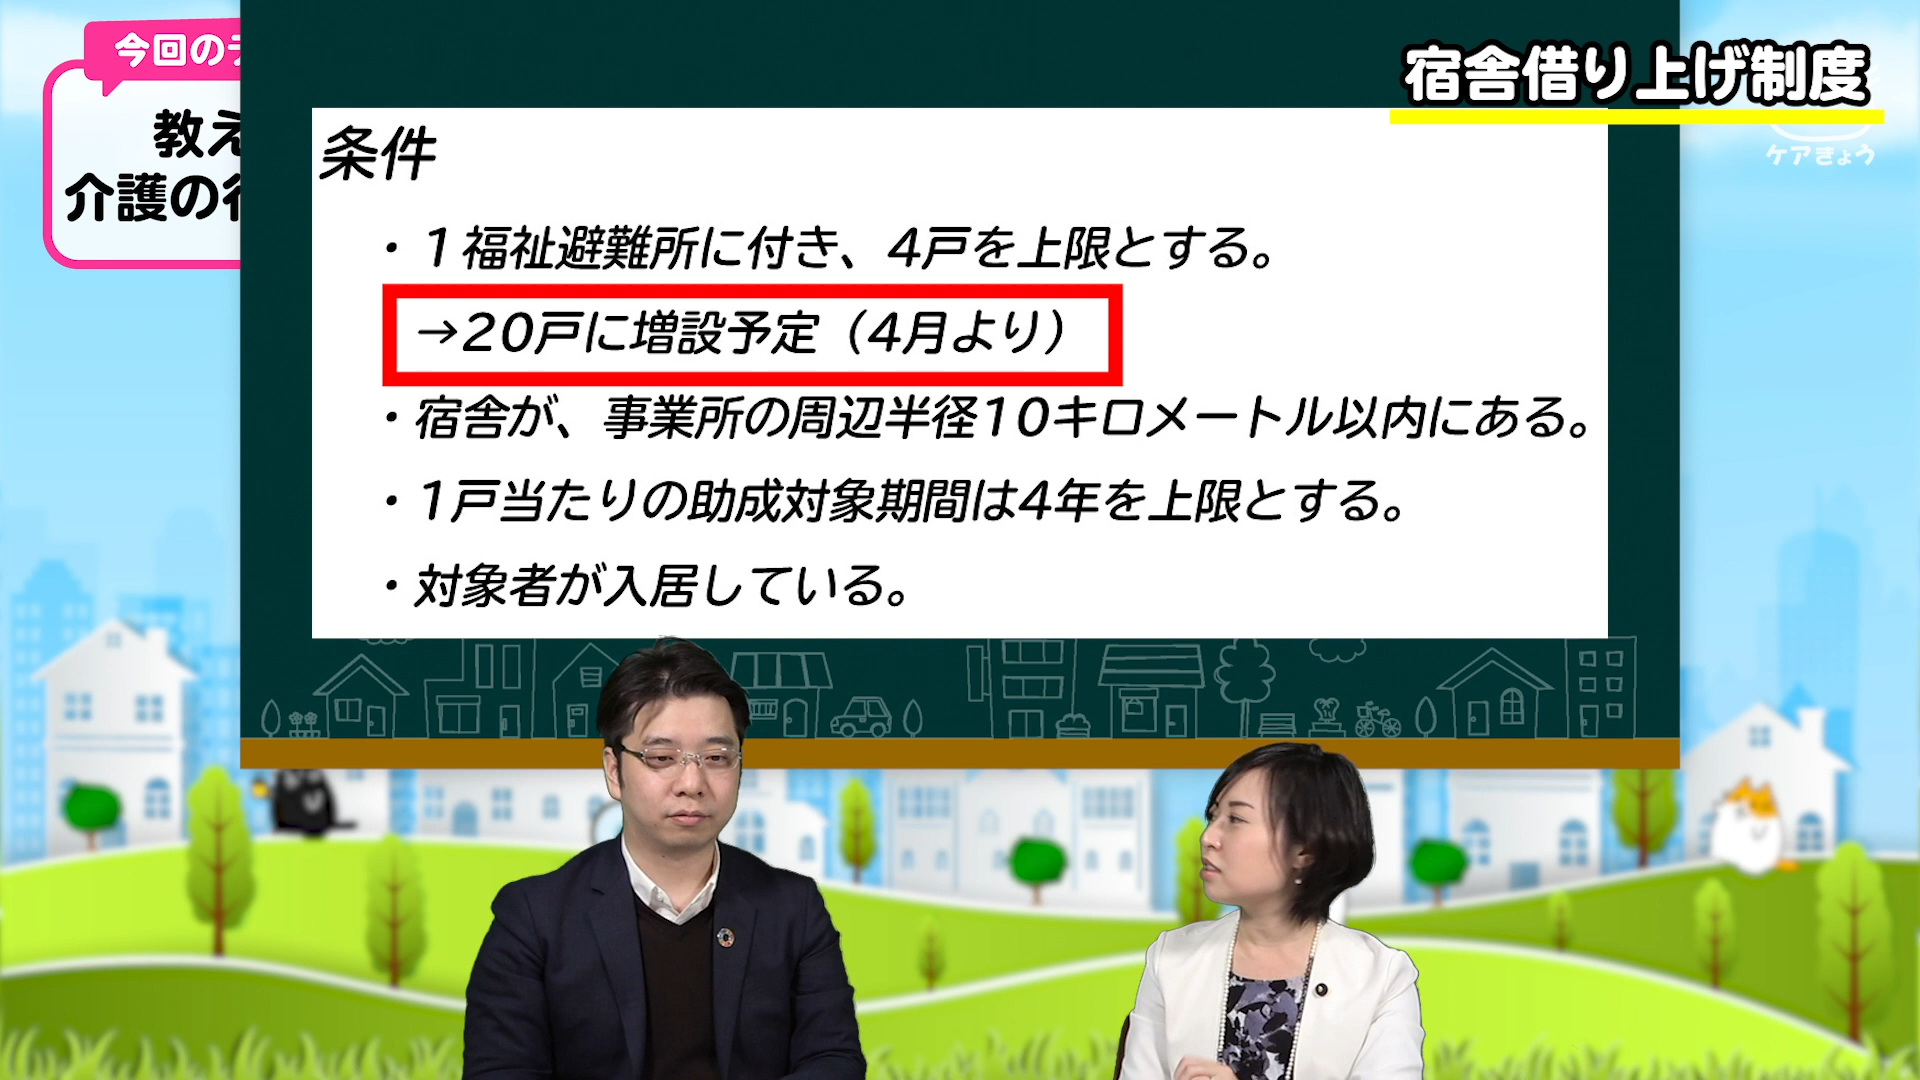 今回のテ
教え
介護の行
宿舎借り上げ制度
ケアきょう
条件
・１福祉避難所に付き、４戸を上限とする。
→２０戸に増設予定（４月より）
・宿舎が、事業所の周辺半径１０キロメートル以内にある。
・１戸当たりの助成対象期間は４年を上限とする。
・対象者が入居している。